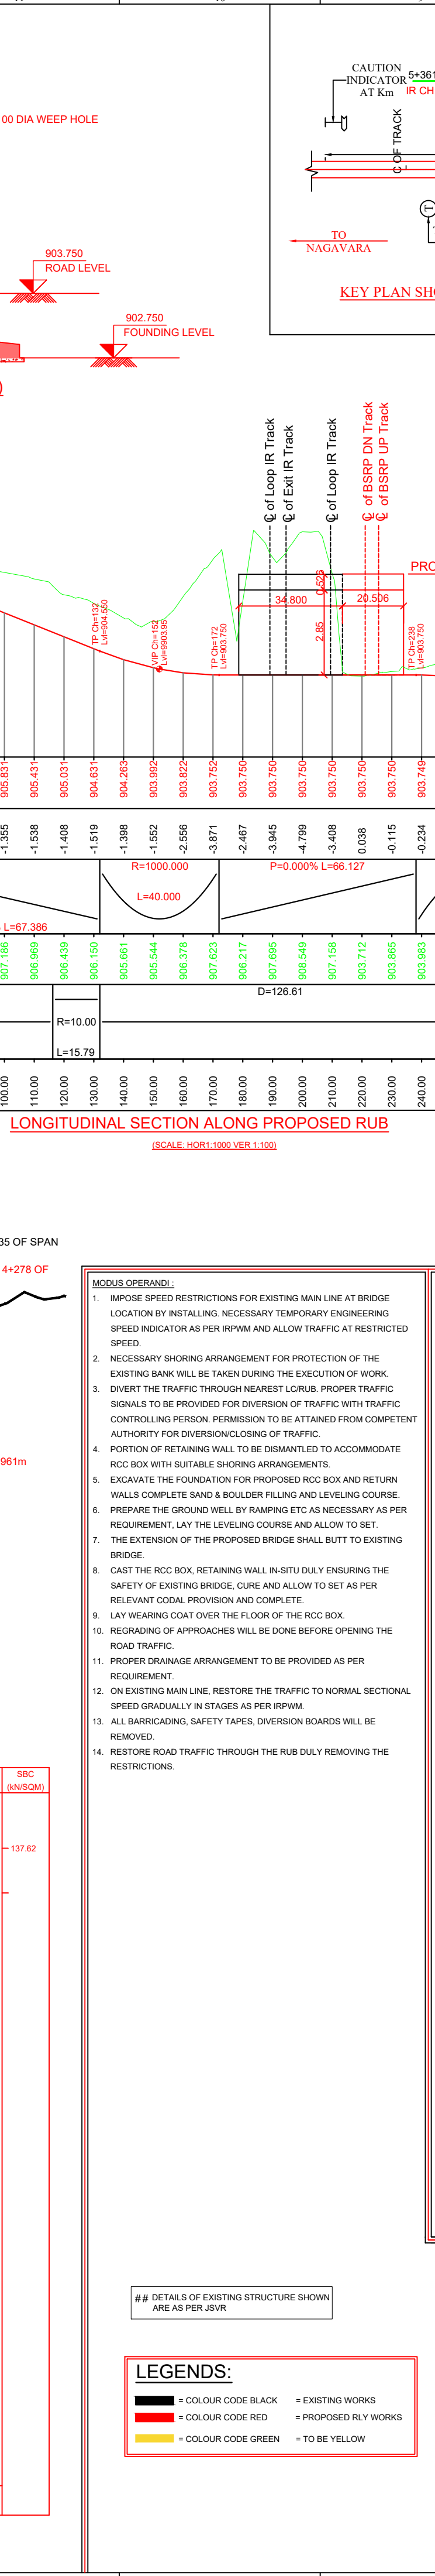 CAUTION
INDICATOR
AT Km
5+361
IR CH
00 DIA WEEP HOLE
C OF TRACK
T
TO
NAGAVARA
KEY PLAN SHO
903.750
ROAD LEVEL
902.750
FOUNDING LEVEL
)
℄ of Loop IR Track
℄ of Exit IR Track
℄ of Loop IR Track
℄ of BSRP DN Track
℄ of BSRP UP Track
PRO
TP Ch=132
Lvl=904.550
VIP Ch=152
Lvl=9903.95
TP Ch=172
Lvl=903.750
34.800
0.526
2.85
20.506
TP Ch=238
Lvl=903.750
905.831 905.431 905.031 904.631 904.263 903.992 903.822 903.752 903.750 903.750 903.750 903.750 903.750 903.750 903.749
-1.355 -1.538 -1.408 -1.519 -1.398 -1.552 -2.556 -3.871 -2.467 -3.945 -4.799 -3.408 0.038 -0.115 -0.234
R=1000.000
P=0.000% L=66.127
L=40.000
L=67.386
907.186 906.969 906.439 906.150 905.661 905.544 906.378 907.623 906.217 907.695 908.549 907.158 903.712 903.865 903.983
D=126.61
R=10.00
L=15.79
100.00 110.00 120.00 130.00 140.00 150.00 160.00 170.00 180.00 190.00 200.00 210.00 220.00 230.00 240.00
LONGITUDINAL SECTION ALONG PROPOSED RUB
(SCALE: HOR1:1000 VER 1:100)
35 OF SPAN
4+278 OF
961m
MODUS OPERANDI :
1. IMPOSE SPEED RESTRICTIONS FOR EXISTING MAIN LINE AT BRIDGE
LOCATION BY INSTALLING. NECESSARY TEMPORARY ENGINEERING
SPEED INDICATOR AS PER IRPWM AND ALLOW TRAFFIC AT RESTRICTED
SPEED.
2. NECESSARY SHORING ARRANGEMENT FOR PROTECTION OF THE
EXISTING BANK WILL BE TAKEN DURING THE EXECUTION OF WORK.
3. DIVERT THE TRAFFIC THROUGH NEAREST LC/RUB. PROPER TRAFFIC
SIGNALS TO BE PROVIDED FOR DIVERSION OF TRAFFIC WITH TRAFFIC
CONTROLLING PERSON. PERMISSION TO BE ATTAINED FROM COMPETENT
AUTHORITY FOR DIVERSION/CLOSING OF TRAFFIC.
4. PORTION OF RETAINING WALL TO BE DISMANTLED TO ACCOMMODATE
RCC BOX WITH SUITABLE SHORING ARRANGEMENTS.
5. EXCAVATE THE FOUNDATION FOR PROPOSED RCC BOX AND RETURN
WALLS COMPLETE SAND & BOULDER FILLING AND LEVELING COURSE.
6. PREPARE THE GROUND WELL BY RAMPING ETC AS NECESSARY AS PER
REQUIREMENT, LAY THE LEVELING COURSE AND ALLOW TO SET.
7. THE EXTENSION OF THE PROPOSED BRIDGE SHALL BUTT TO EXISTING
BRIDGE.
8. CAST THE RCC BOX, RETAINING WALL IN-SITU DULY ENSURING THE
SAFETY OF EXISTING BRIDGE, CURE AND ALLOW TO SET AS PER
RELEVANT CODAL PROVISION AND COMPLETE.
9. LAY WEARING COAT OVER THE FLOOR OF THE RCC BOX.
10. REGRADING OF APPROACHES WILL BE DONE BEFORE OPENING THE
ROAD TRAFFIC.
11. PROPER DRAINAGE ARRANGEMENT TO BE PROVIDED AS PER
REQUIREMENT.
12. ON EXISTING MAIN LINE, RESTORE THE TRAFFIC TO NORMAL SECTIONAL
SPEED GRADUALLY IN STAGES AS PER IRPWM.
13. ALL BARRICADING, SAFETY TAPES, DIVERSION BOARDS WILL BE
REMOVED.
14. RESTORE ROAD TRAFFIC THROUGH THE RUB DULY REMOVING THE
RESTRICTIONS.
SBC
(kN/SQM)
137.62
## DETAILS OF EXISTING STRUCTURE SHOWN
ARE AS PER JSVR
LEGENDS:
= COLOUR CODE BLACK = EXISTING WORKS
= COLOUR CODE RED = PROPOSED RLY WORKS
= COLOUR CODE GREEN = TO BE YELLOW